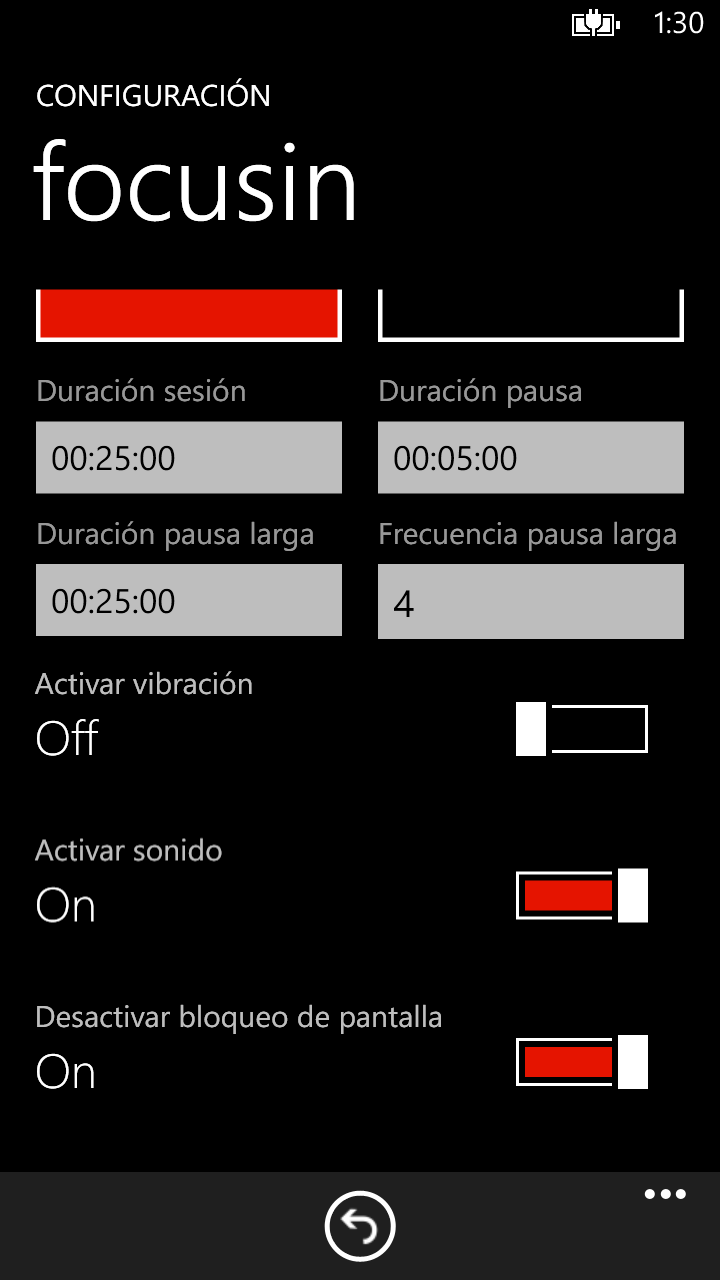 1:30
CONFIGURACIÓN
focusin
Duración sesión
Duración pausa
00:25:00
00:05:00
Duración pausa larga
Frecuencia pausa larga
00:25:00
4
Activar vibración
Off
Activar sonido
On
Desactivar bloqueo de pantalla
On